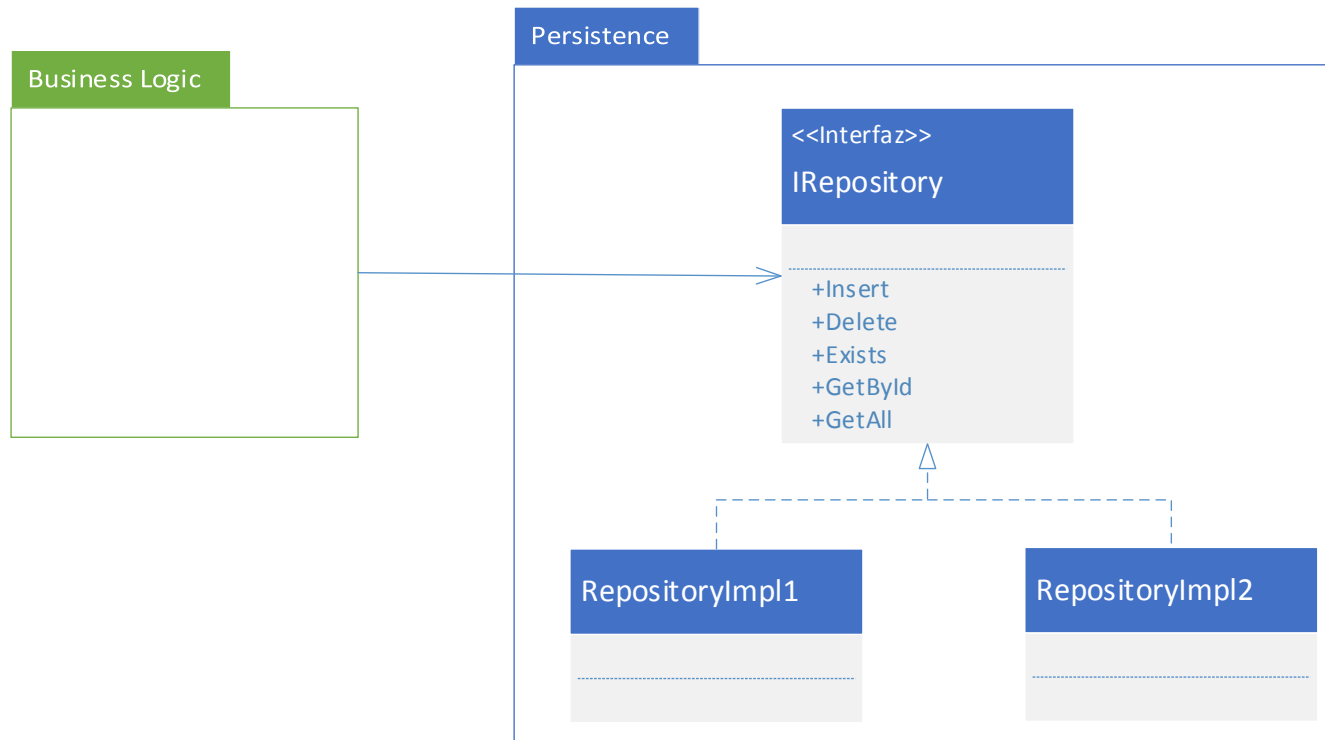 Business Logic
Persistence
<<Interfaz>>
IRepository
+Insert
+Delete
+Exists
+GetById
+GetAll
RepositoryImpl1
RepositoryImpl2